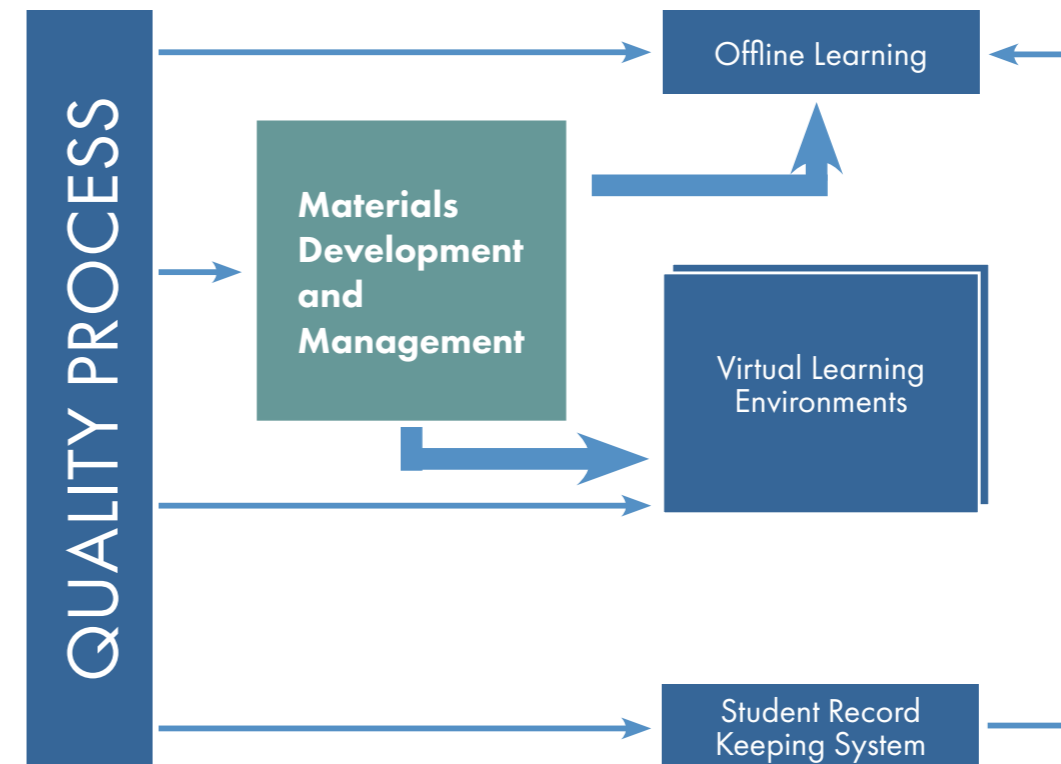 QUALITY PROCESS
Offline Learning
Materials
Development
and
Management
Virtual Learning
Environments
Student Record
Keeping System